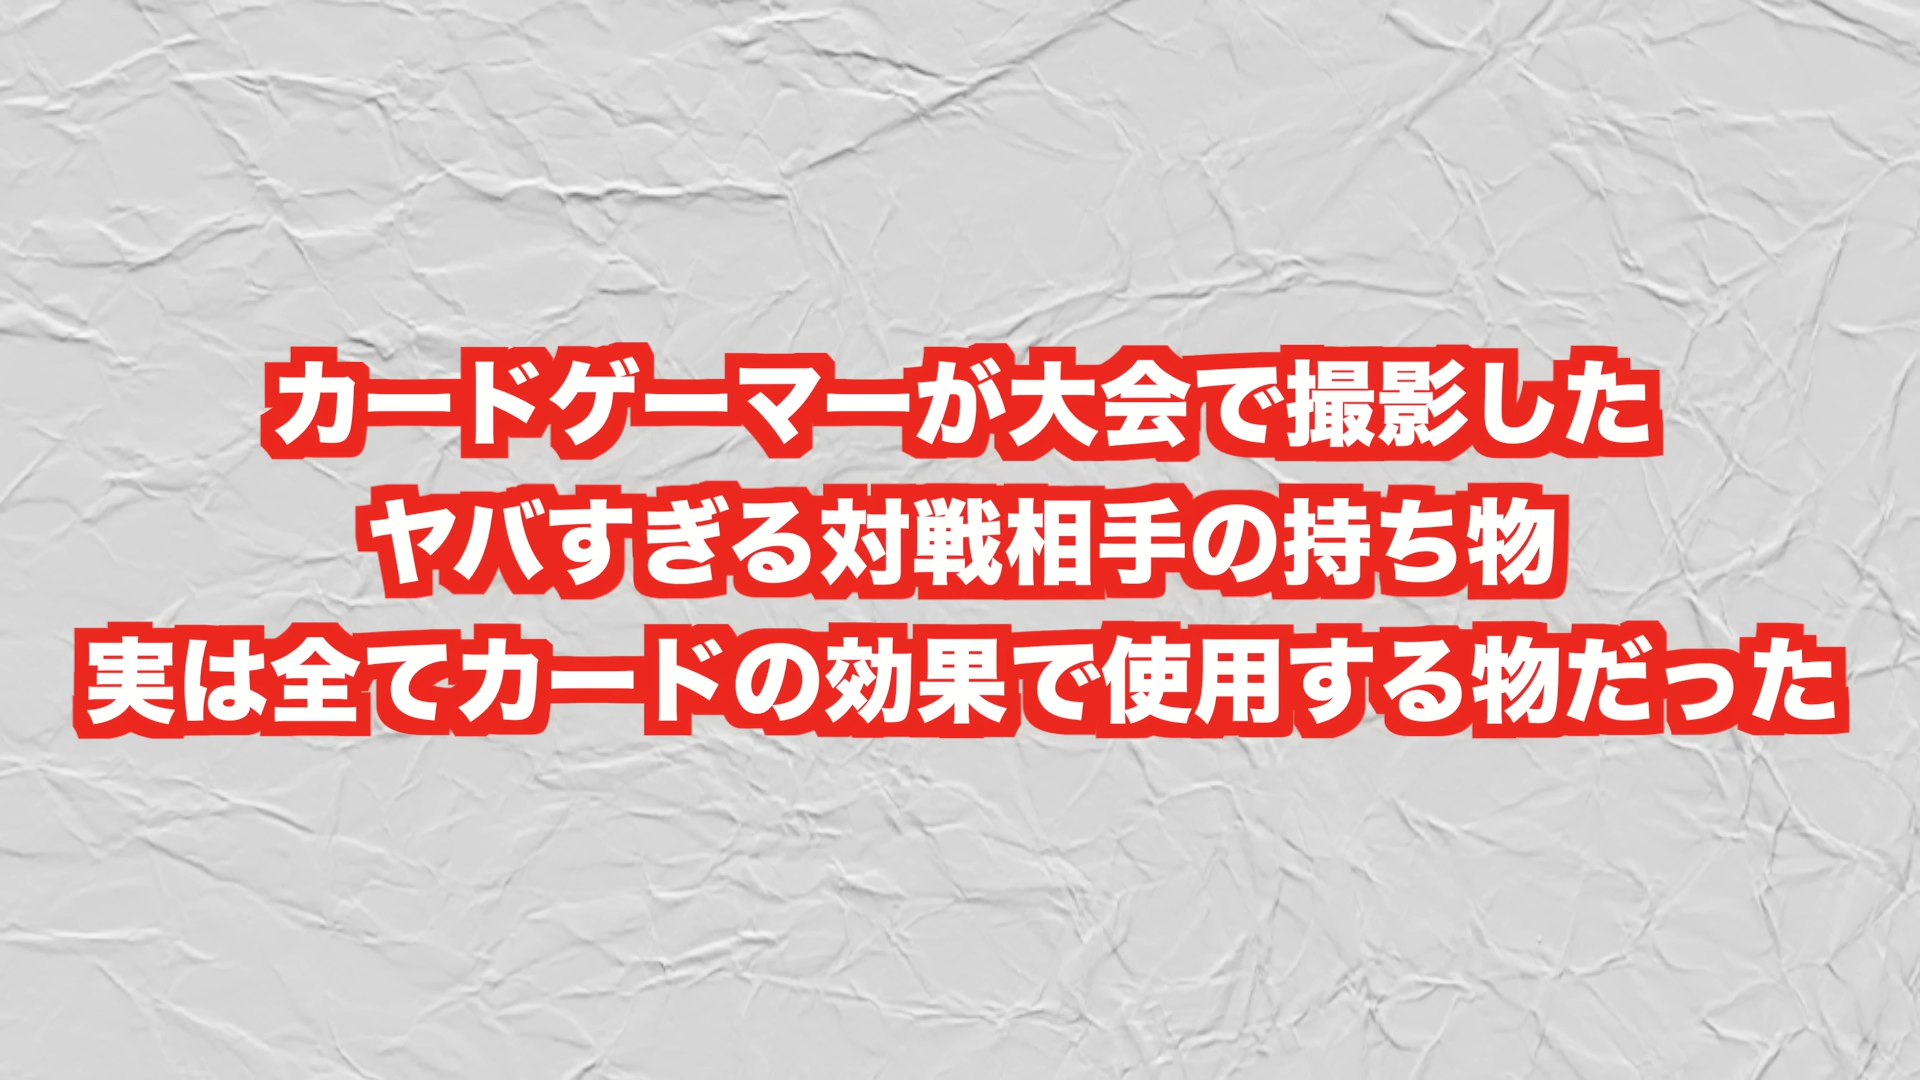 カードゲーマーが大会で撮影した
ヤバすぎる対戦相手の持ち物
実は全てカードの効果で使用する物だった